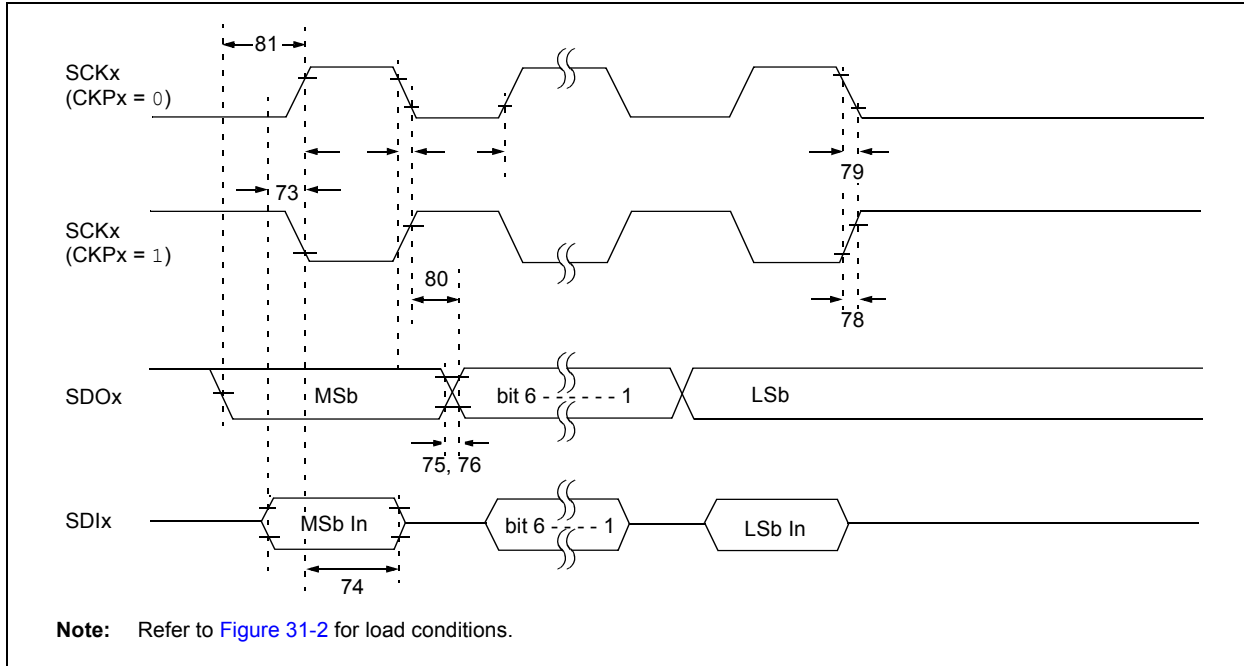 81
SCKx
(CKPx = 0)
73
79
SCKx
(CKPx = 1)
80
78
SDOx
MSb
bit 6 - - - - - - 1
LSb
75, 76
SDIx
MSb In
bit 6 - - - - - 1
LSb In
74
Note: Refer to Figure 31-2 for load conditions.